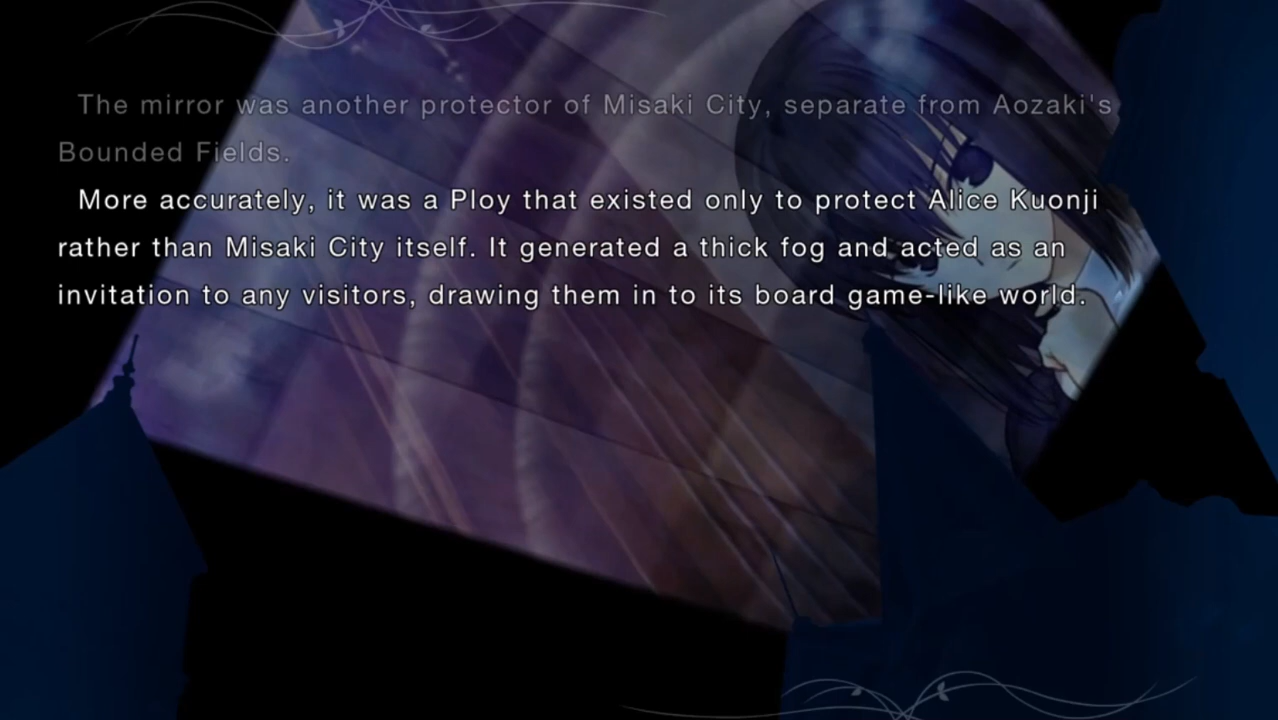 The mirror was another protector of Misaki City, separate from Aozaki's
Bounded Fields.
More accurately, it was a Ploy that existed only to protect Alice Kuonji
rather than Misaki City itself. It generated a thick fog and acted as an
invitation to any visitors, drawing them in to its board game-like world.